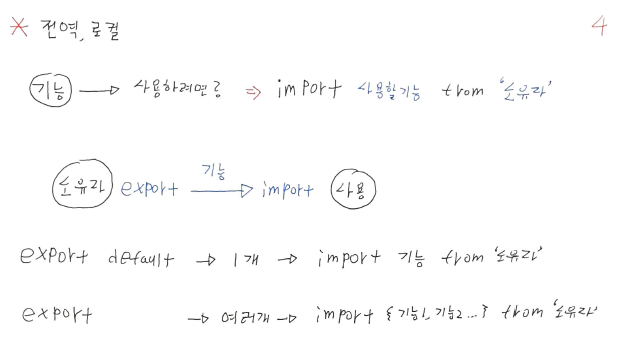 * 전역, 로컬 4
기능 → 사용하려면? ⇒ import 사용할기능 from '소유자'
기능
소유자 export → import 사용
export default → 1개 → import 기능 from '소유자'
export → 여러개 → import {기능1, 기능2...} from '소유자'